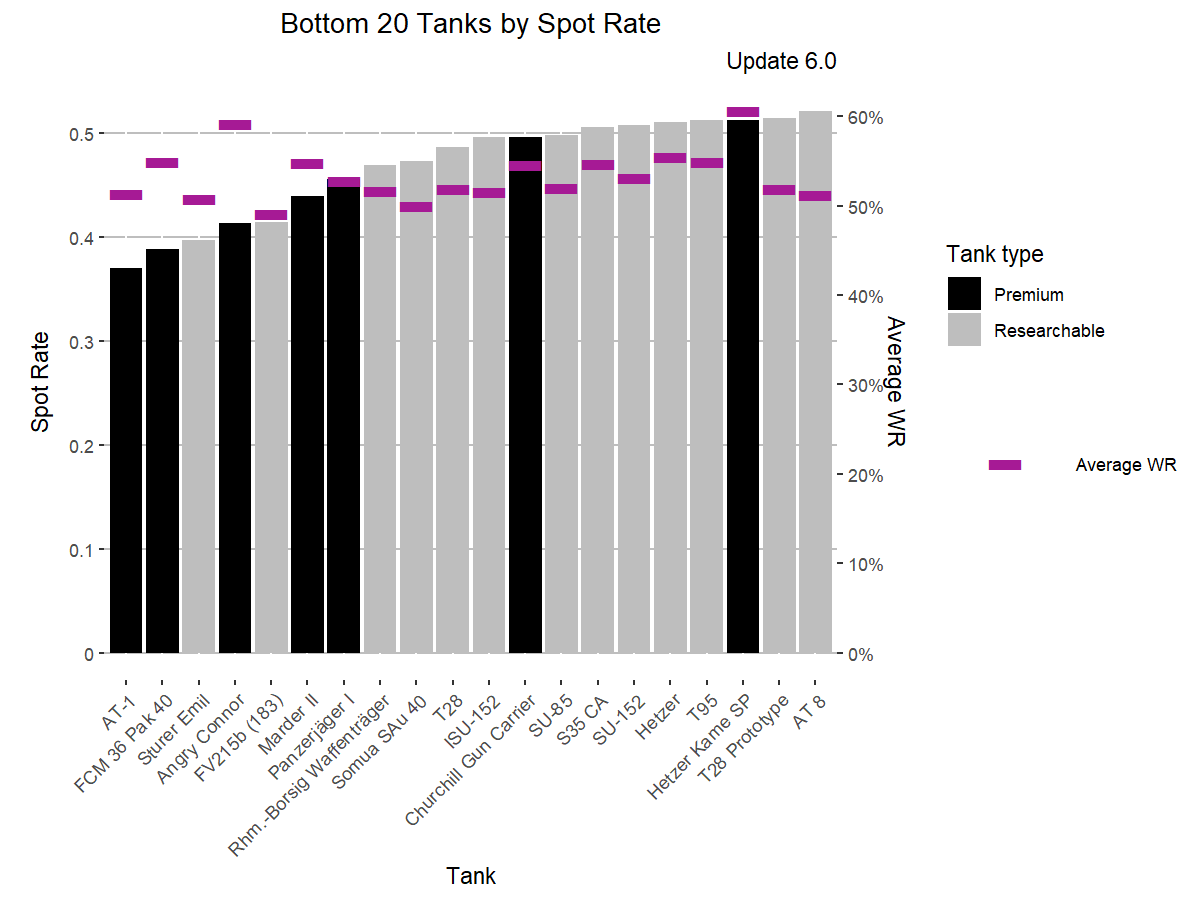 Bottom 20 Tanks by Spot Rate
Update 6.0
Spot Rate
0.5
0.4
0.3
0.2
0.1
0
60%
50%
40%
30%
20%
10%
0%
Average WR
AT-1
FCM 36 Pak 40
Sturer Emil
Angry Connor
FV215b (183)
Marder II
Panzerjäger I
Rhm.-Borsig Waffenträger
Somua SAu 40
T28
ISU-152
Churchill Gun Carrier
SU-85
S35 CA
SU-152
Hetzer
T95
Hetzer Kame SP
T28 Prototype
AT 8
Tank
Tank type
Premium
Researchable
Average WR